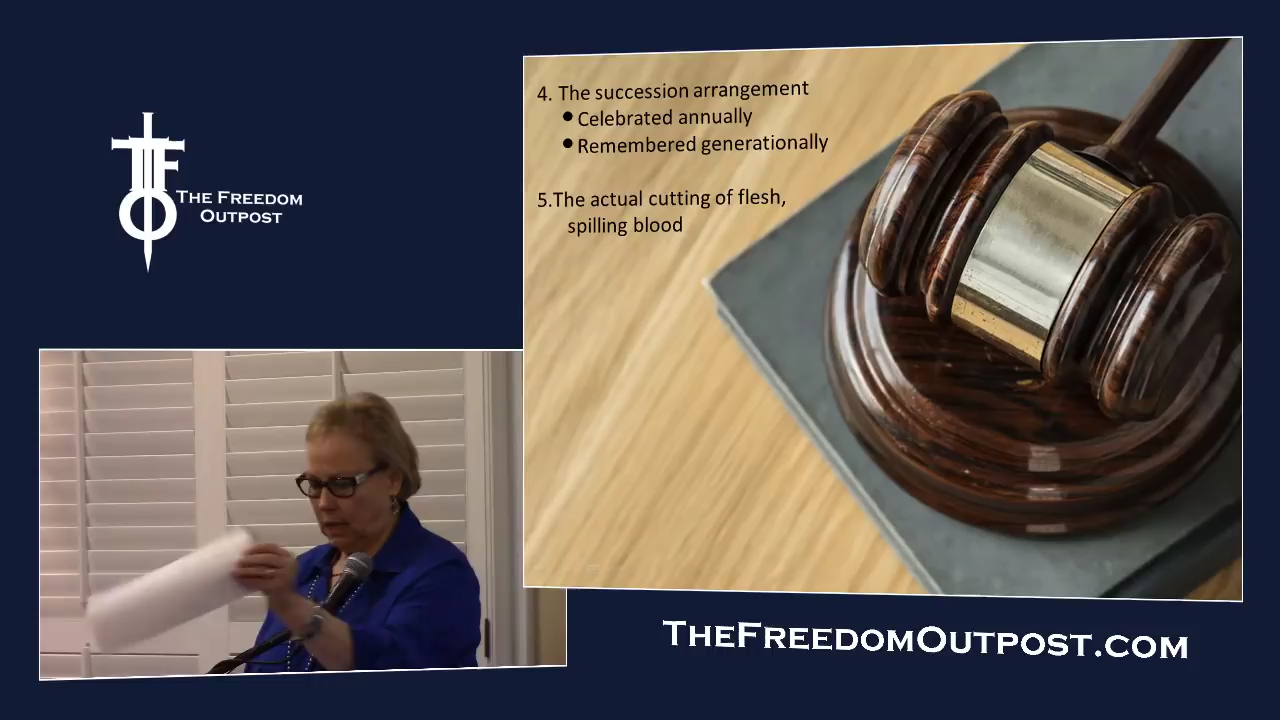 THE FREEDOM
OUTPOST
4. The succession arrangement
● Celebrated annually
● Remembered generationally
5.The actual cutting of flesh,
spilling blood
THEFREEDOMOUTPOST.COM